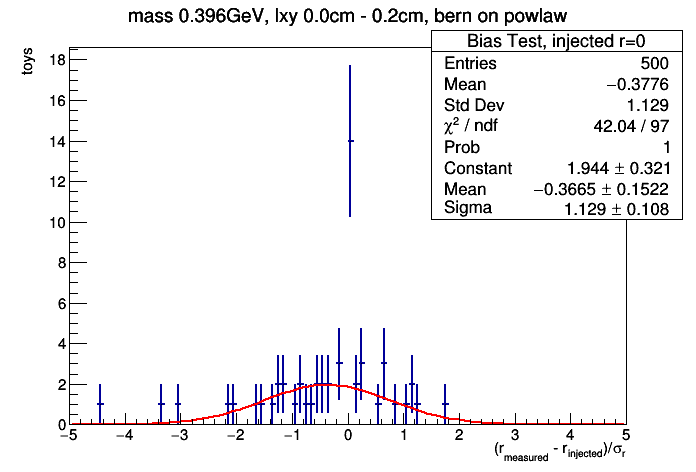 mass 0.396GeV, lxy 0.0cm - 0.2cm, bern on powlaw
toys
Bias Test, injected r=0
Entries 500
Mean −0.3776
Std Dev 1.129
χ² / ndf 42.04 / 97
Prob 1
Constant 1.944 ± 0.321
Mean −0.3665 ± 0.1522
Sigma 1.129 ± 0.108
18
16
14
12
10
8
6
4
2
0
−5 −4 −3 −2 −1 0 1 2 3 4 5
(r_measured - r_injected)/σ_r